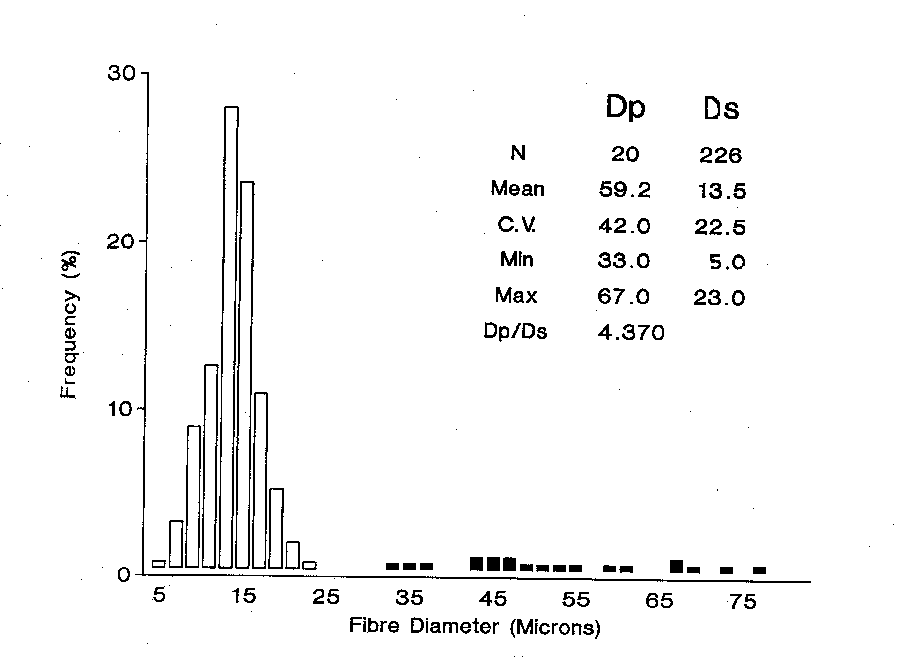 30
20
10
0
Frequency (%)
Dp Ds
N 20 226
Mean 59.2 13.5
C.V. 42.0 22.5
Min 33.0 5.0
Max 67.0 23.0
Dp/Ds 4.370
5 15 25 35 45 55 65 75
Fibre Diameter (Microns)